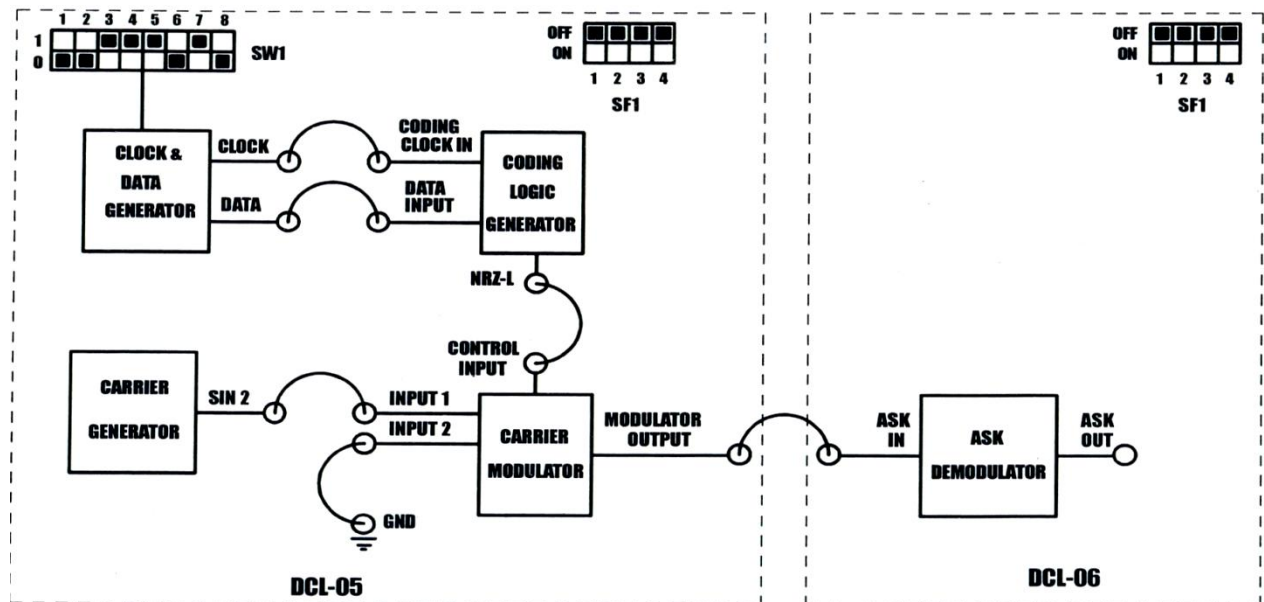 1 2 3 4 5 6 7 8
1
0
SW1
OFF
ON
1 2 3 4
SF1
OFF
ON
1 2 3 4
SF1
CLOCK &
DATA
GENERATOR
CLOCK
DATA
CODING
CLOCK IN
DATA
INPUT
CODING
LOGIC
GENERATOR
NRZ-L
CONTROL
INPUT
CARRIER
GENERATOR
SIN 2
INPUT 1
INPUT 2
GND
CARRIER
MODULATOR
MODULATOR
OUTPUT
ASK
IN
ASK
DEMODULATOR
ASK
OUT
DCL-05
DCL-06